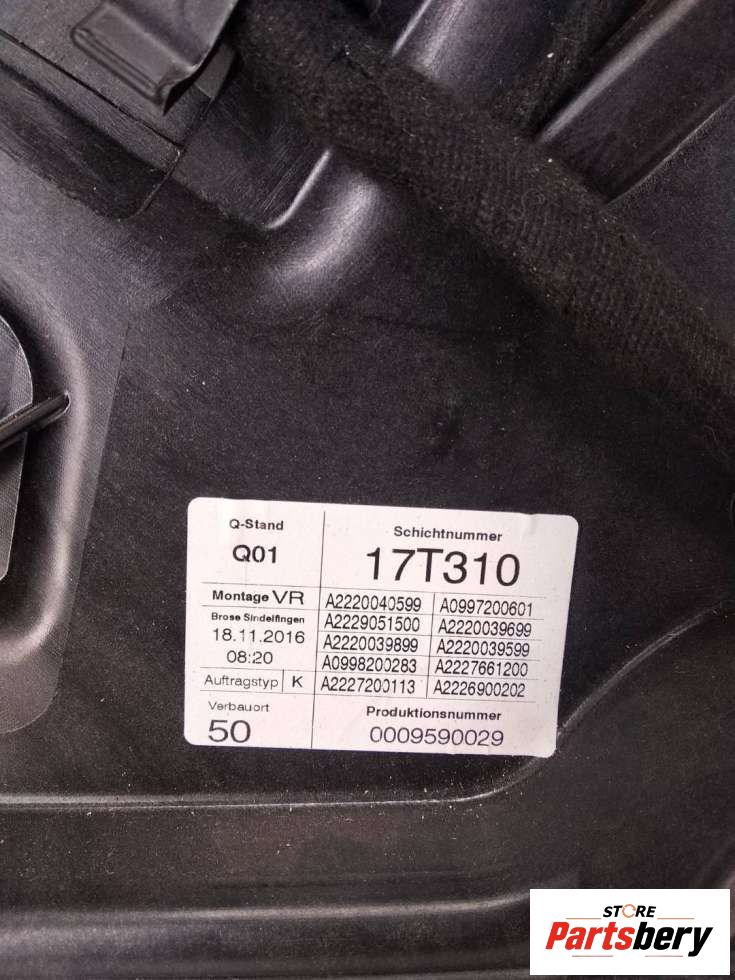 Q-Stand
Q01
Schichtnummer
17T310
Montage VR
Brose Sindelfingen
18.11.2016
08:20
Auftragstyp K
A2220040599 A0997200601
A2229051500 A2220039699
A2220039899 A2220039599
A0998200283 A2227661200
A2227200113 A2226900202
Verbauort
50
Produktionsnummer
0009590029
STORE
Partsbery